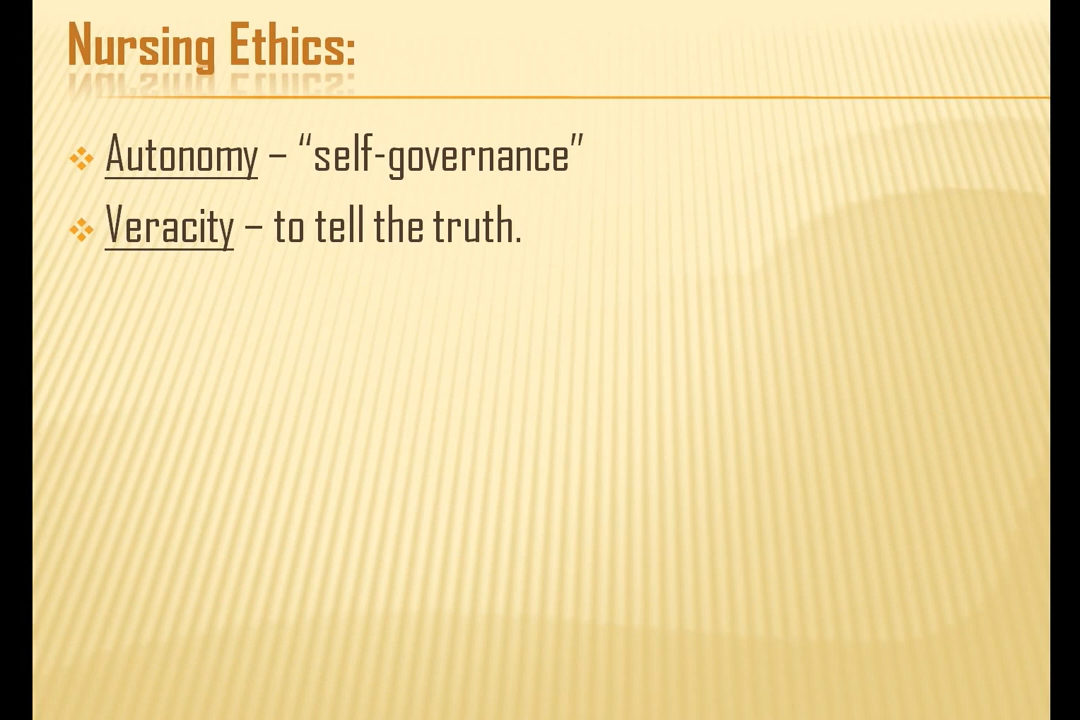 Nursing Ethics:
Autonomy – “self-governance”
Veracity – to tell the truth.